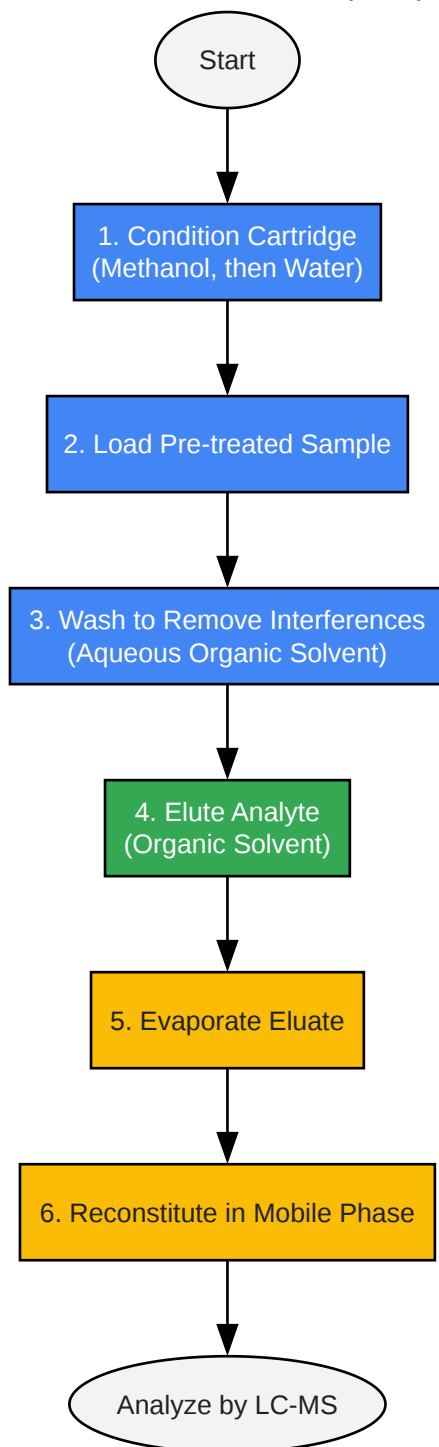 Start
1. Condition Cartridge
(Methanol, then Water)
2. Load Pre-treated Sample
3. Wash to Remove Interferences
(Aqueous Organic Solvent)
4. Elute Analyte
(Organic Solvent)
5. Evaporate Eluate
6. Reconstitute in Mobile Phase
Analyze by LC-MS